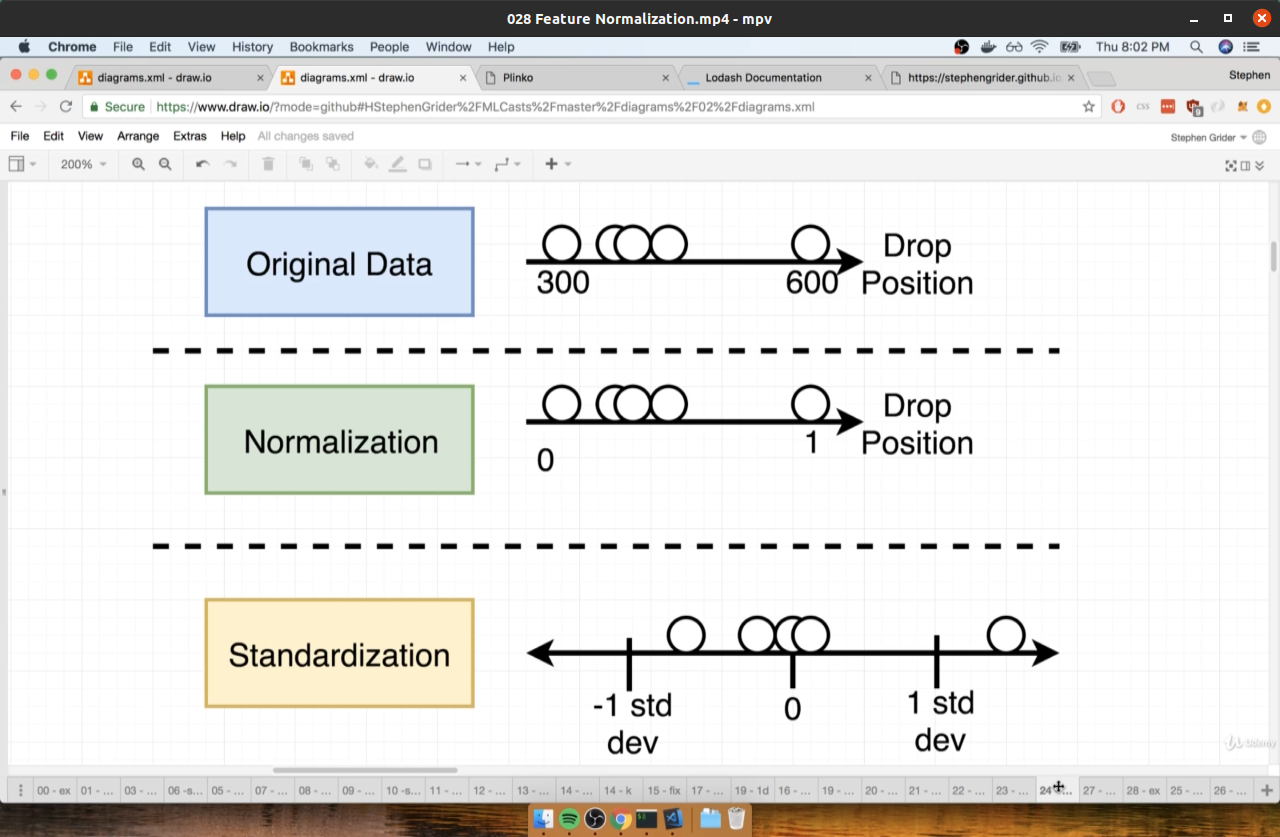 028 Feature Normalization.mp4 - mpv
Chrome File Edit View History Bookmarks People Window Help Thu 8:02 PM
diagrams.xml - draw.io diagrams.xml - draw.io Plinko Lodash Documentation https://stephengrider.github.io Stephen
Secure https://www.draw.io/?mode=github#HStephenGrider%2FMLCasts%2Fmaster%2Fdiagrams%2F02%2Fdiagrams.xml
File Edit View Arrange Extras Help All changes saved Stephen Grider
200%
Original Data
300
600
Drop
Position
Normalization
0
1
Drop
Position
Standardization
-1 std
dev
0
1 std
dev
Udemy
00 - ex 01 - ... 03 - ... 06 -s... 05 - ... 07 - ... 08 - ... 09 - ... 10 -s... 11 - ... 12 - ... 13 - ... 14 - ... 14 - k 15 - fix 17 - ... 19 - 1d 16 - ... 19 - ... 20 - ... 21 - ... 22 - ... 23 - ... 24 ... 27 - ... 28 - ex 25 - ... 26 - ...